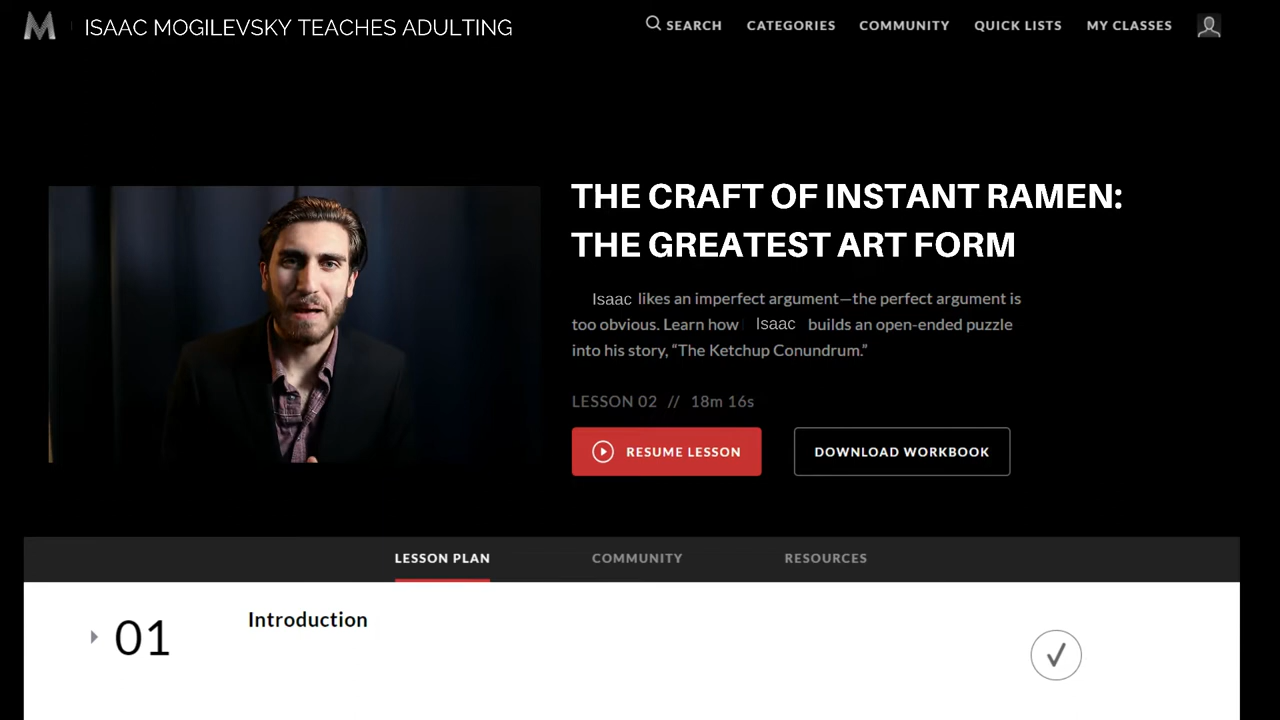 M ISAAC MOGILEVSKY TEACHES ADULTING
SEARCH CATEGORIES COMMUNITY QUICK LISTS MY CLASSES
THE CRAFT OF INSTANT RAMEN:
THE GREATEST ART FORM
Isaac likes an imperfect argument—the perfect argument is
too obvious. Learn how Isaac builds an open-ended puzzle
into his story, “The Ketchup Conundrum.”
LESSON 02 // 18m 16s
RESUME LESSON DOWNLOAD WORKBOOK
LESSON PLAN COMMUNITY RESOURCES
01 Introduction